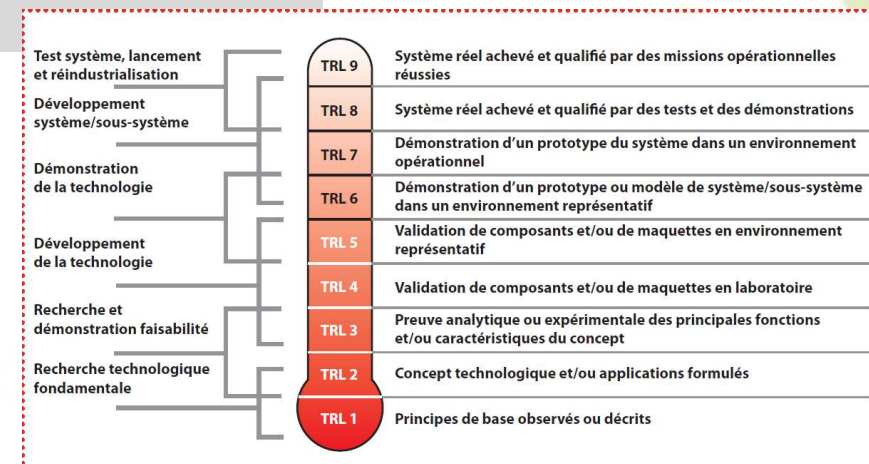 Test système, lancement
et réindustrialisation
Développement
système/sous-système
Démonstration
de la technologie
Développement
de la technologie
Recherche et
démonstration faisabilité
Recherche technologique
fondamentale
TRL 9
Système réel achevé et qualifié par des missions opérationnelles
réussies
TRL 8
Système réel achevé et qualifié par des tests et des démonstrations
TRL 7
Démonstration d’un prototype du système dans un environnement
opérationnel
TRL 6
Démonstration d’un prototype ou modèle de système/sous-système
dans un environnement représentatif
TRL 5
Validation de composants et/ou de maquettes en environnement
représentatif
TRL 4
Validation de composants et/ou de maquettes en laboratoire
TRL 3
Preuve analytique ou expérimentale des principales fonctions
et/ou caractéristiques du concept
TRL 2
Concept technologique et/ou applications formulés
TRL 1
Principes de base observés ou décrits